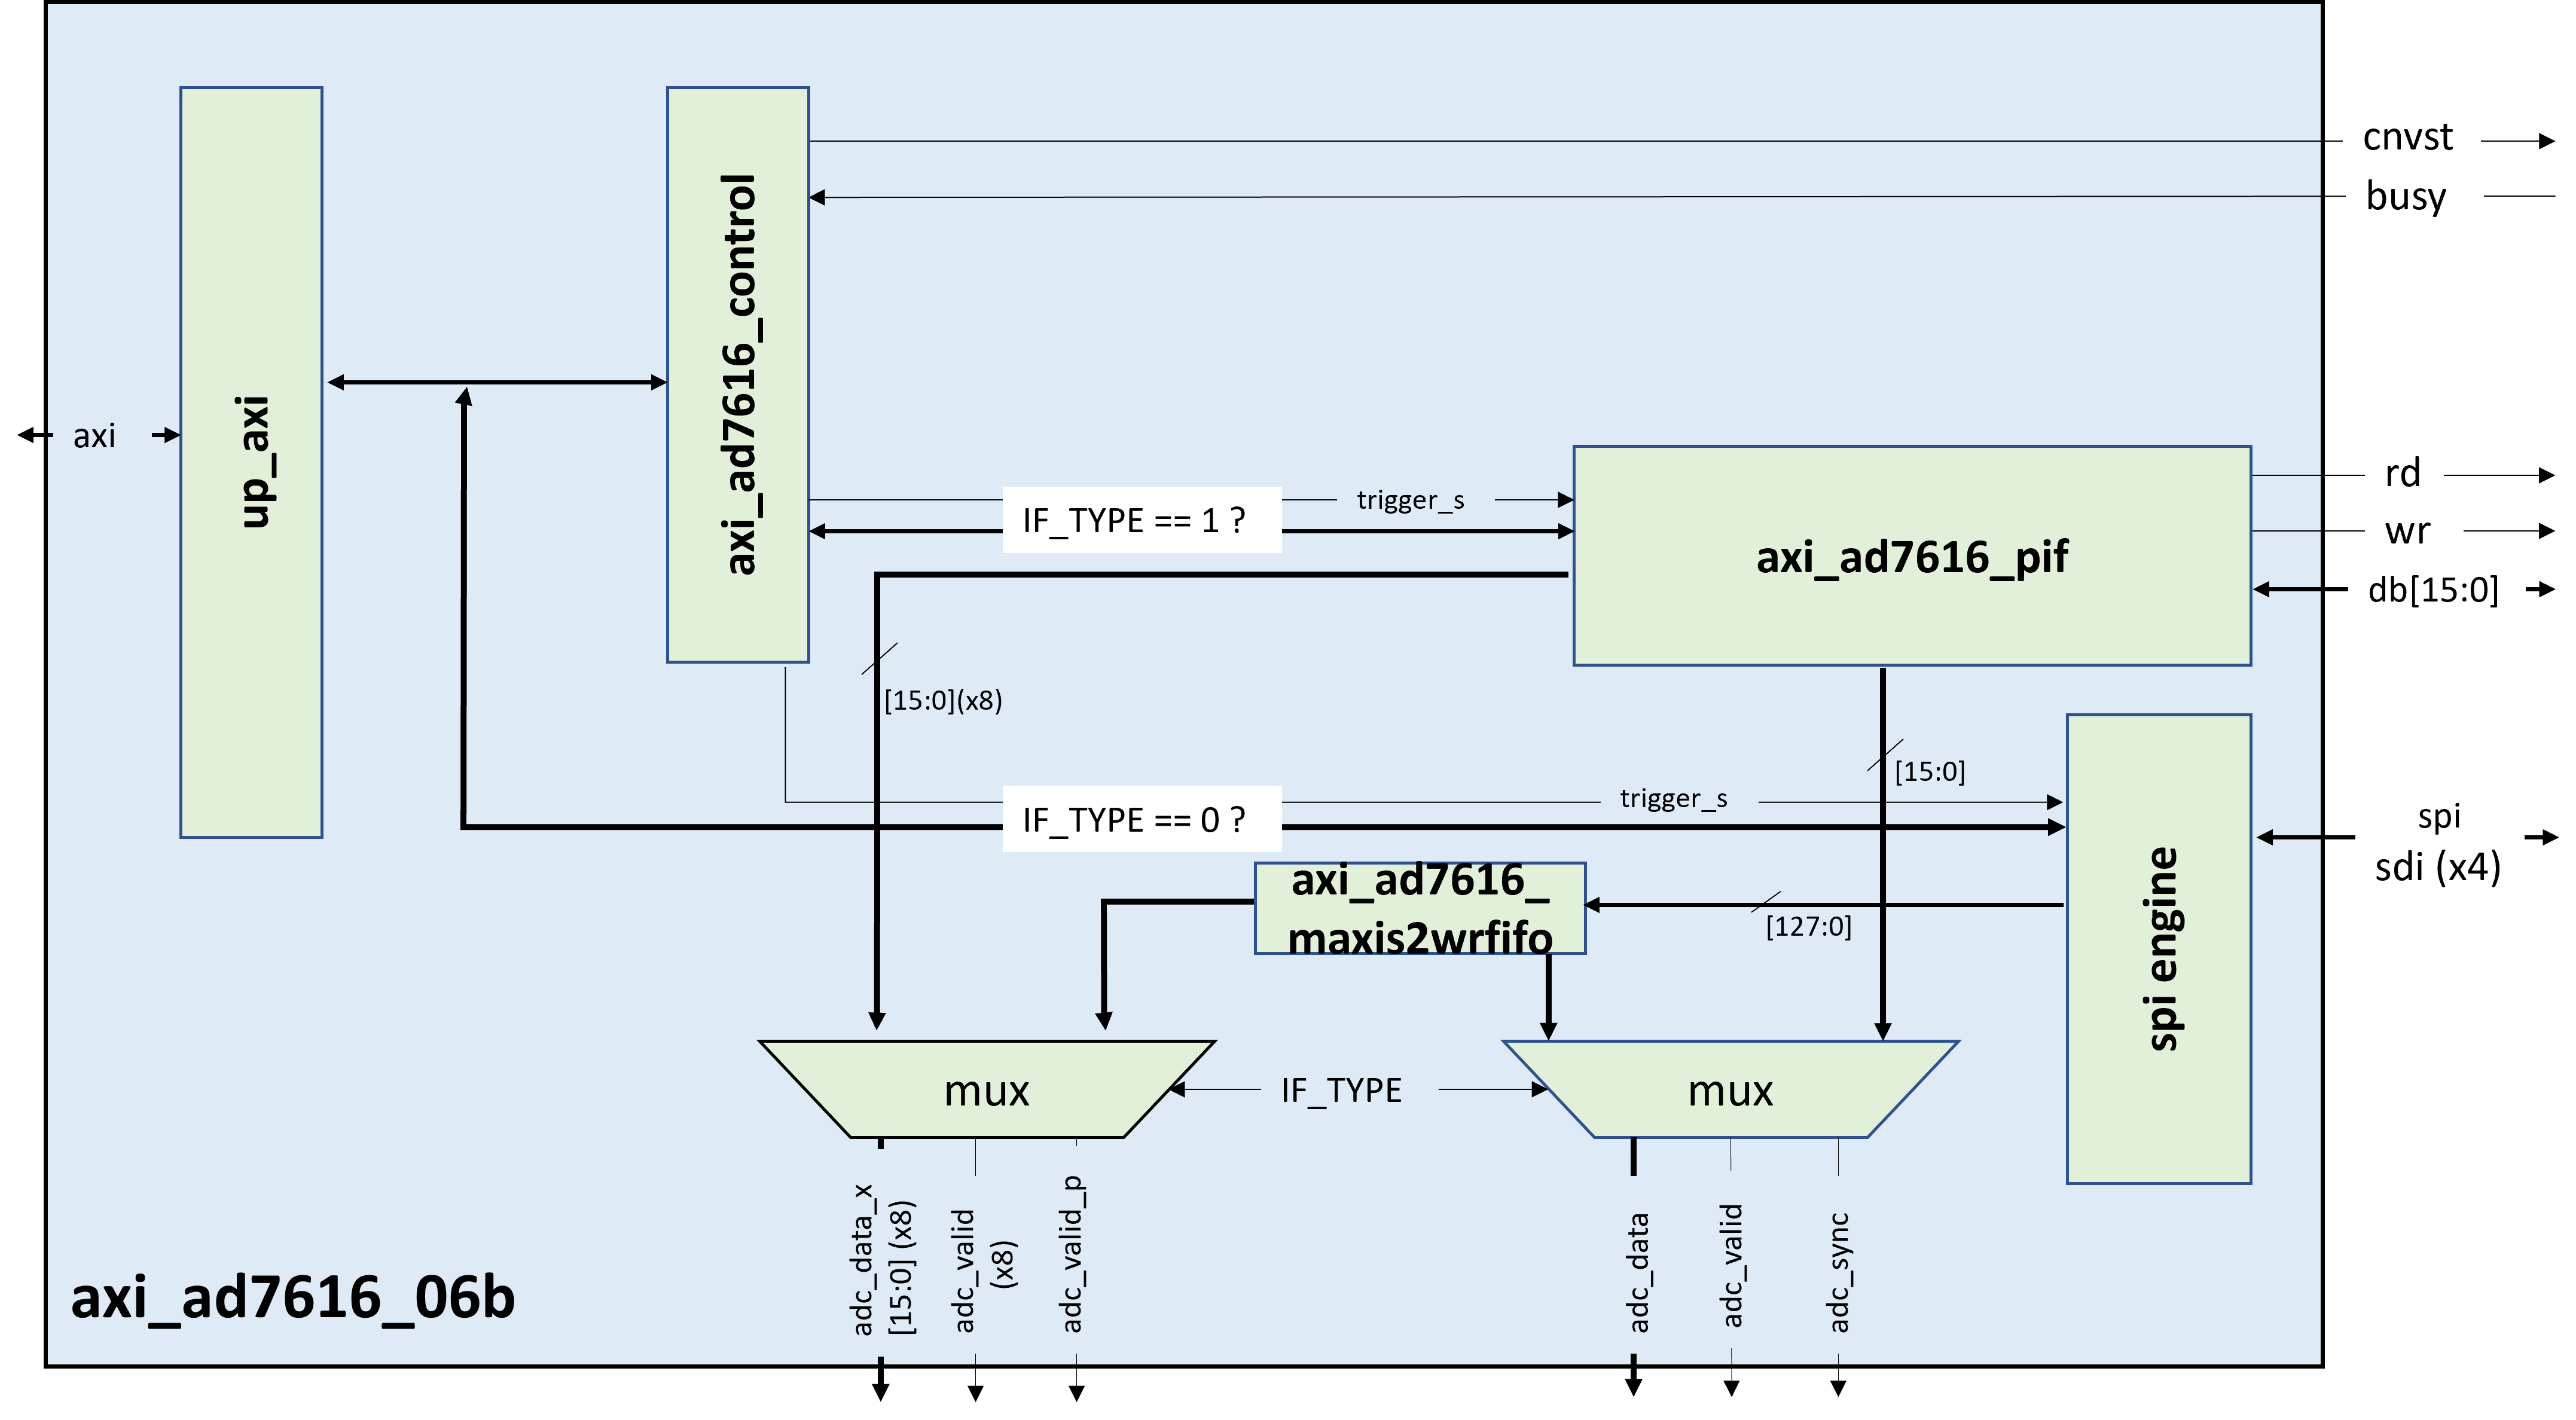 cnvst
busy
axi
up_axi
axi_ad7616_control
rd
wr
db[15:0]
IF_TYPE == 1 ?
trigger_s
axi_ad7616_pif
[15:0](x8)
[15:0]
IF_TYPE == 0 ?
trigger_s
spi
sdi (x4)
spi engine
axi_ad7616_
maxis2wrfifo
[127:0]
mux
IF_TYPE
mux
adc_data_x
[15:0] (x8)
adc_valid
(x8)
adc_valid_p
adc_data
adc_valid
adc_sync
axi_ad7616_06b